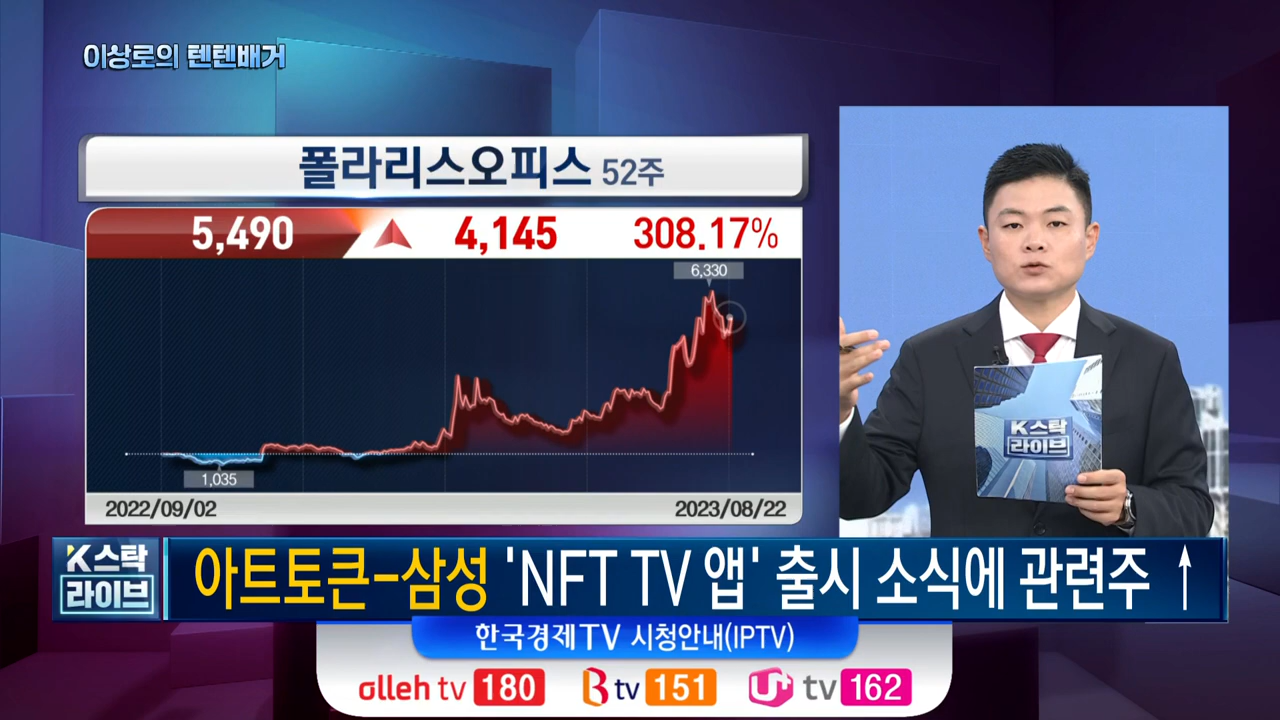 이상로의 텐텐배거
폴라리스오피스 52주
5,490 ▲ 4,145 308.17%
6,330
1,035
2022/09/02 2023/08/22
K스탁
라이브
K스탁
라이브
아트토큰-삼성 'NFT TV 앱' 출시 소식에 관련주 ↑
한국경제TV 시청안내(IPTV)
olleh tv 180 B tv 151 U+ tv 162